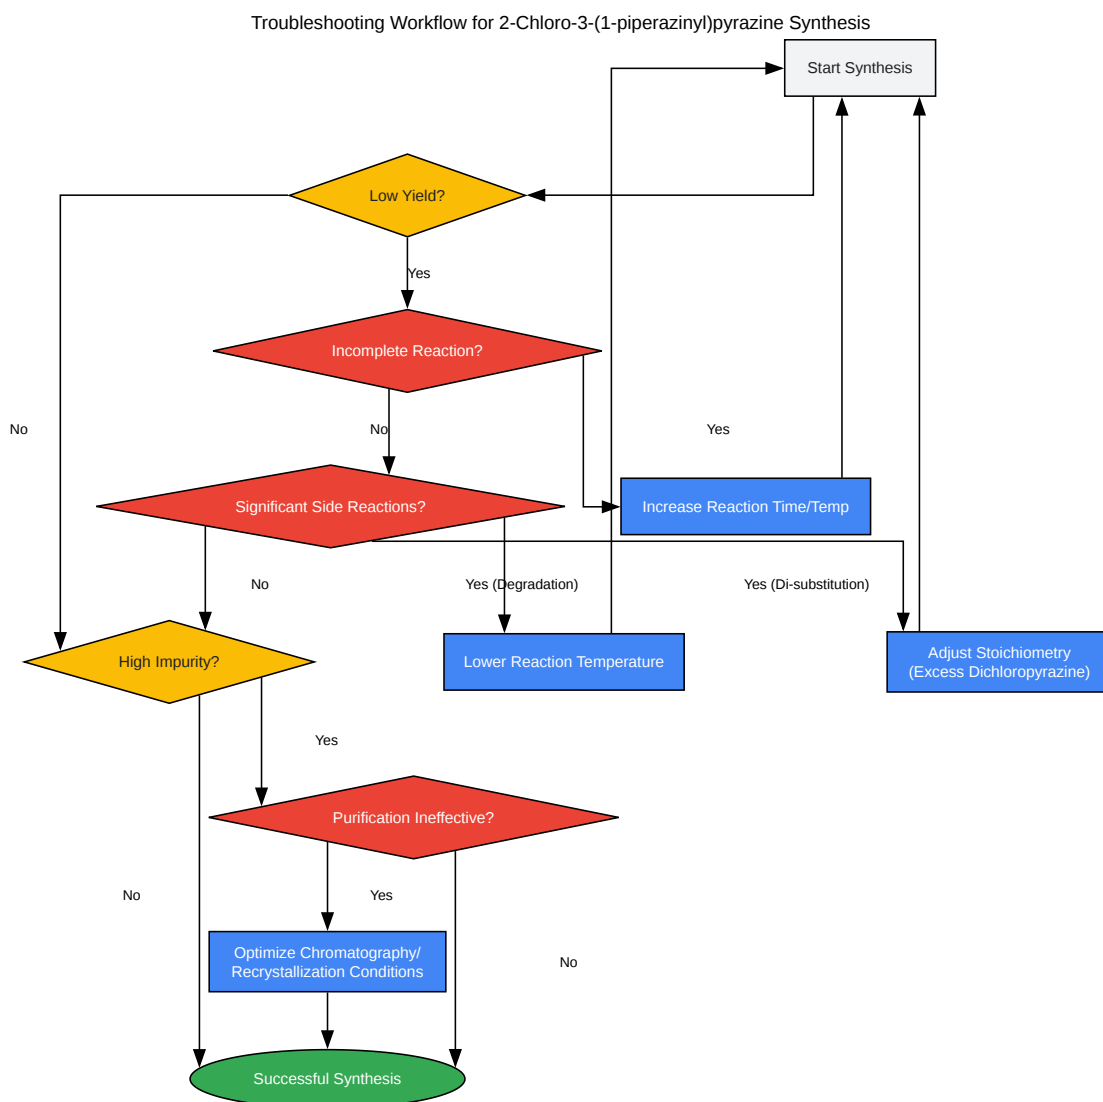 Troubleshooting Workflow for 2-Chloro-3-(1-piperazinyl)pyrazine Synthesis
Start Synthesis
Low Yield?
Yes
Incomplete Reaction?
No
No
Yes
Significant Side Reactions?
Increase Reaction Time/Temp
No
Yes (Degradation)
Yes (Di-substitution)
High Impurity?
Lower Reaction Temperature
Adjust Stoichiometry
(Excess Dichloropyrazine)
Yes
Purification Ineffective?
No
Yes
Optimize Chromatography/
Recrystallization Conditions
No
Successful Synthesis